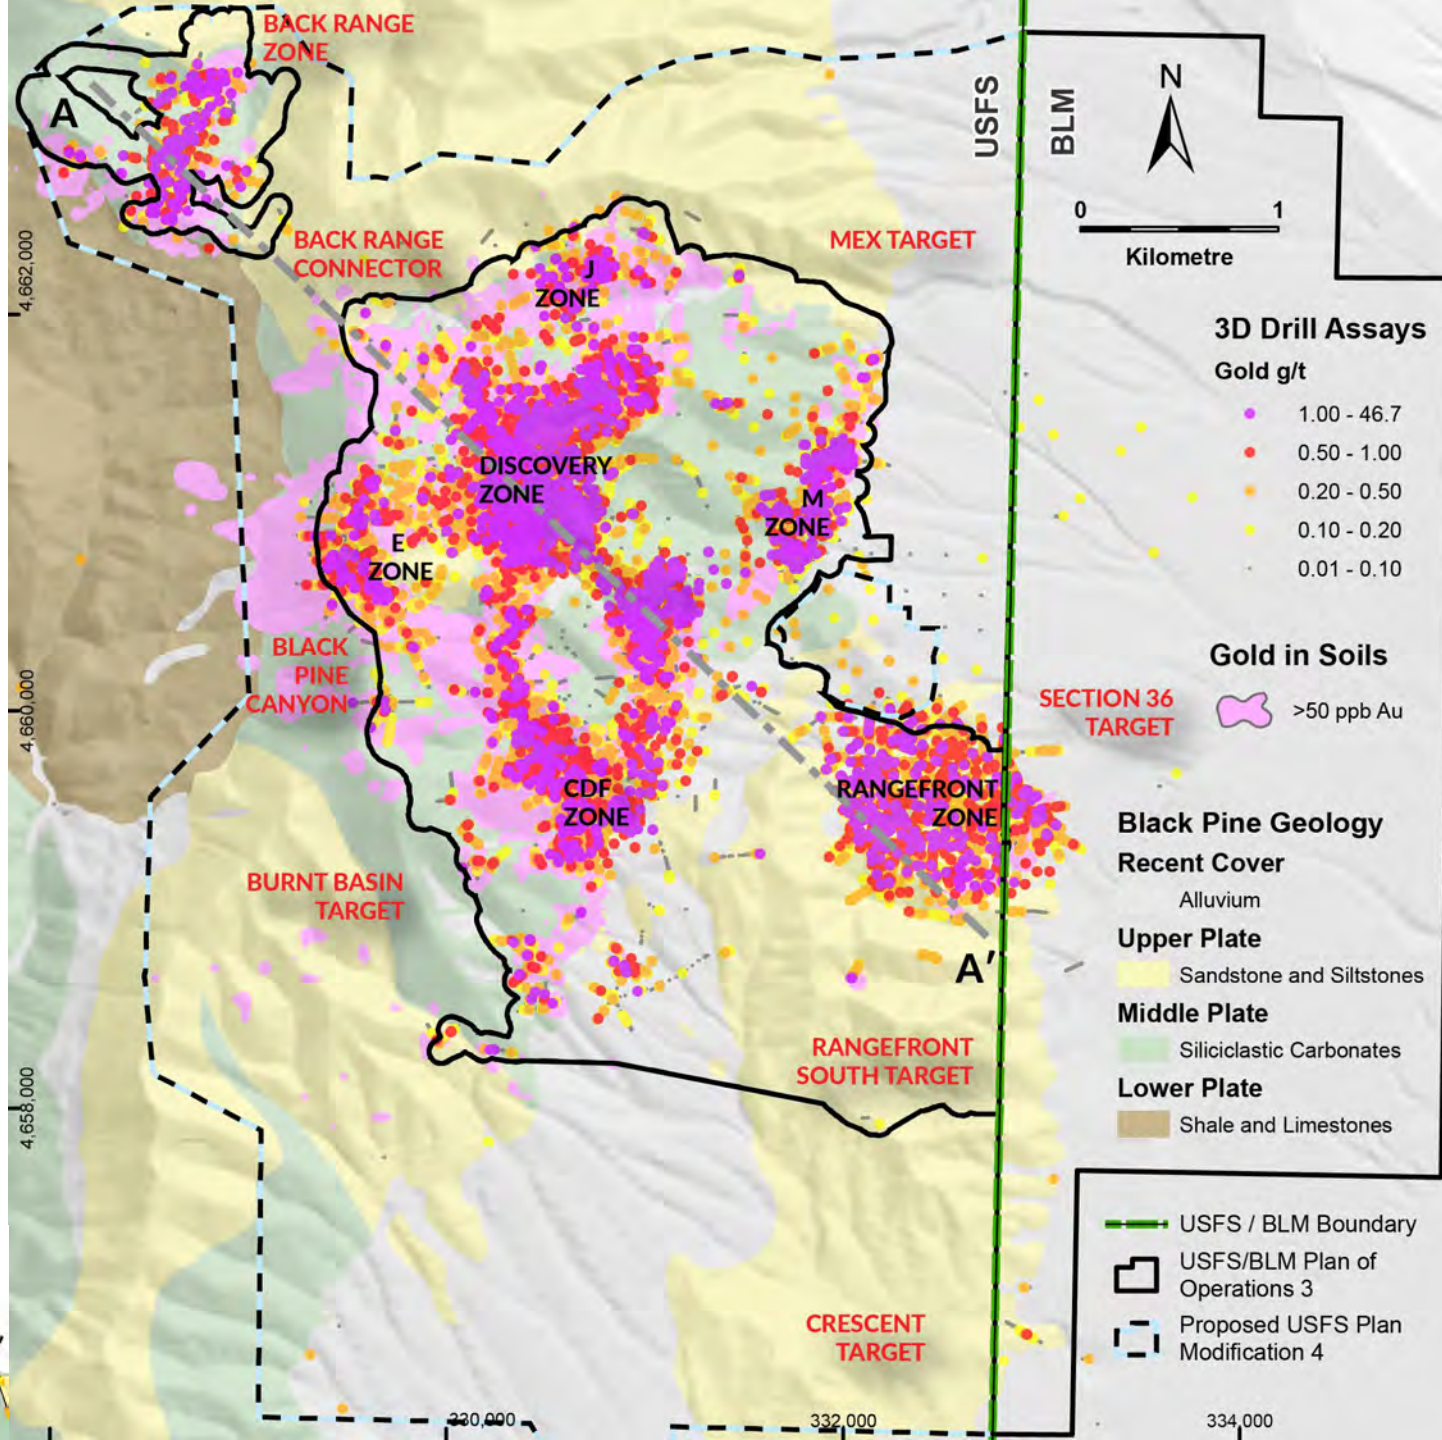 BACK RANGE
ZONE
A
BACK RANGE
CONNECTOR
J
ZONE
MEX TARGET
USFS
BLM
N
0 1
Kilometre
4,662,000
3D Drill Assays
Gold g/t
1.00 - 46.7
0.50 - 1.00
0.20 - 0.50
0.10 - 0.20
0.01 - 0.10
DISCOVERY
ZONE
M
ZONE
E
ZONE
BLACK
PINE
CANYON
4,660,000
Gold in Soils
>50 ppb Au
SECTION 36
TARGET
CDF
ZONE
RANGEFRONT
ZONE
BURNT BASIN
TARGET
A'
Black Pine Geology
Recent Cover
Alluvium
Upper Plate
Sandstone and Siltstones
Middle Plate
Siliciclastic Carbonates
Lower Plate
Shale and Limestones
RANGEFRONT
SOUTH TARGET
4,658,000
USFS / BLM Boundary
USFS/BLM Plan of
Operations 3
Proposed USFS Plan
Modification 4
CRESCENT
TARGET
330,000
332,000
334,000